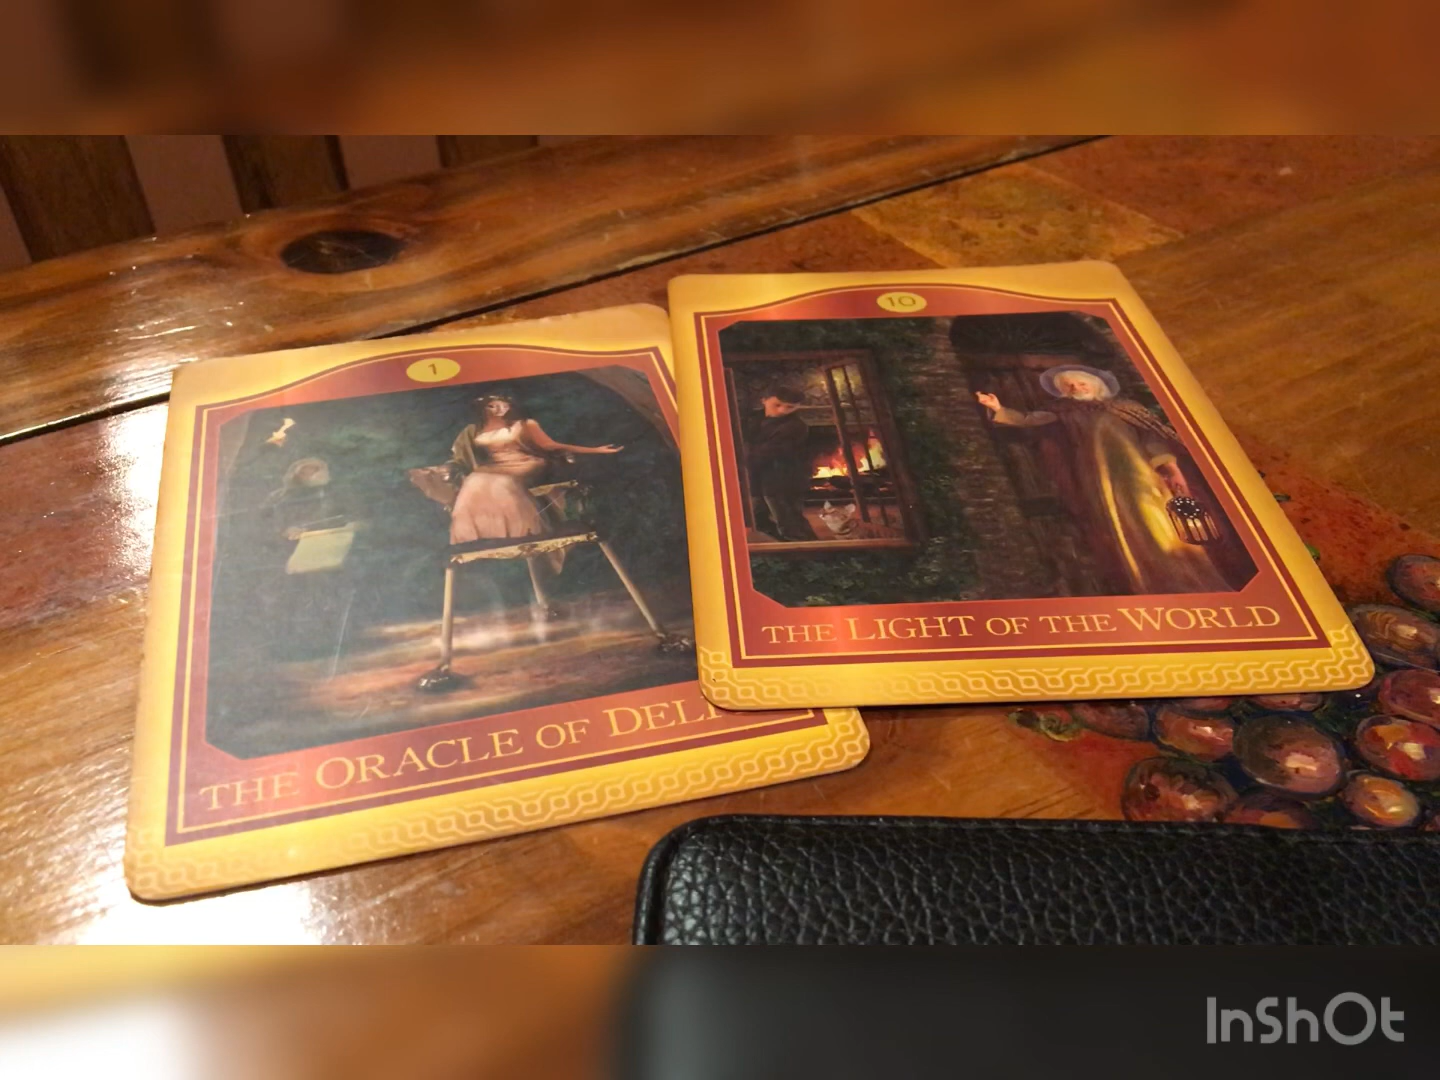 1
THE ORACLE OF DEL
10
THE LIGHT OF THE WORLD
InShOt